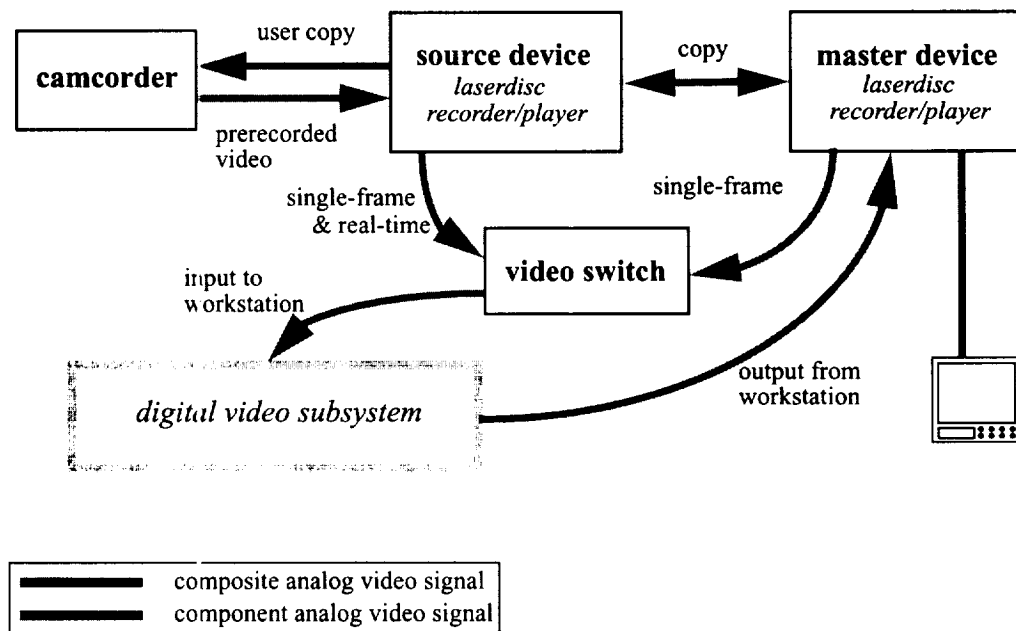 user copy
camcorder
prerecorded
video
source device
laserdisc
recorder/player
copy
master device
laserdisc
recorder/player
single-frame
& real-time
single-frame
video switch
input to
workstation
digital video subsystem
output from
workstation
composite analog video signal
component analog video signal